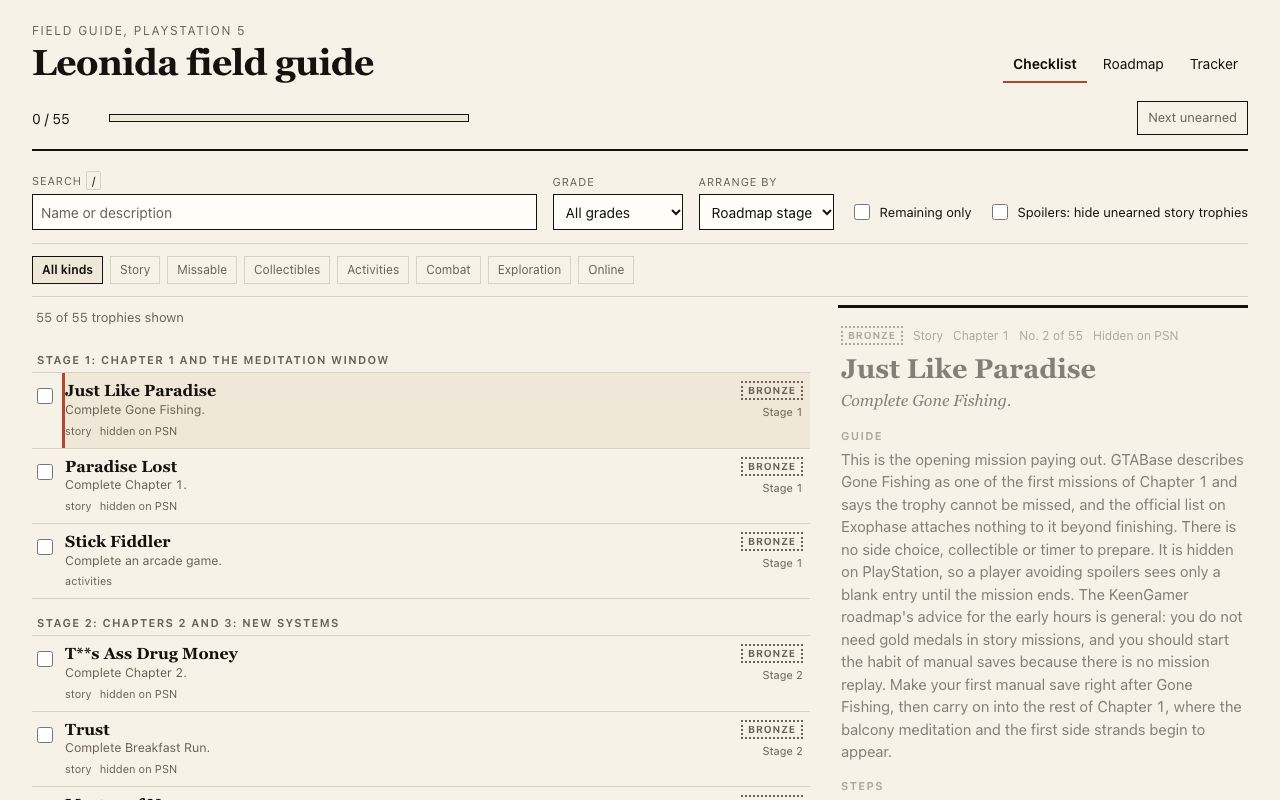 FIELD GUIDE, PLAYSTATION 5
Leonida field guide
Checklist
Roadmap
Tracker
0 / 55
Next unearned
SEARCH /
Name or description
GRADE
All grades
ARRANGE BY
Roadmap stage
Remaining only
Spoilers: hide unearned story trophies
All kinds
Story
Missable
Collectibles
Activities
Combat
Exploration
Online
55 of 55 trophies shown
STAGE 1: CHAPTER 1 AND THE MEDITATION WINDOW
Just Like Paradise
BRONZE
Complete Gone Fishing.
Stage 1
story hidden on PSN
Paradise Lost
BRONZE
Complete Chapter 1.
Stage 1
story hidden on PSN
Stick Fiddler
BRONZE
Complete an arcade game.
Stage 1
activities
STAGE 2: CHAPTERS 2 AND 3: NEW SYSTEMS
T**s Ass Drug Money
BRONZE
Complete Chapter 2.
Stage 2
story hidden on PSN
Trust
BRONZE
Complete Breakfast Run.
Stage 2
story hidden on PSN
BRONZE Story Chapter 1 No. 2 of 55 Hidden on PSN
Just Like Paradise
Complete Gone Fishing.
GUIDE
This is the opening mission paying out. GTABase describes
Gone Fishing as one of the first missions of Chapter 1 and
says the trophy cannot be missed, and the official list on
Exophase attaches nothing to it beyond finishing. There is
no side choice, collectible or timer to prepare. It is hidden
on PlayStation, so a player avoiding spoilers sees only a
blank entry until the mission ends. The KeenGamer
roadmap's advice for the early hours is general: you do not
need gold medals in story missions, and you should start
the habit of manual saves because there is no mission
replay. Make your first manual save right after Gone
Fishing, then carry on into the rest of Chapter 1, where the
balcony meditation and the first side strands begin to
appear.
STEPS